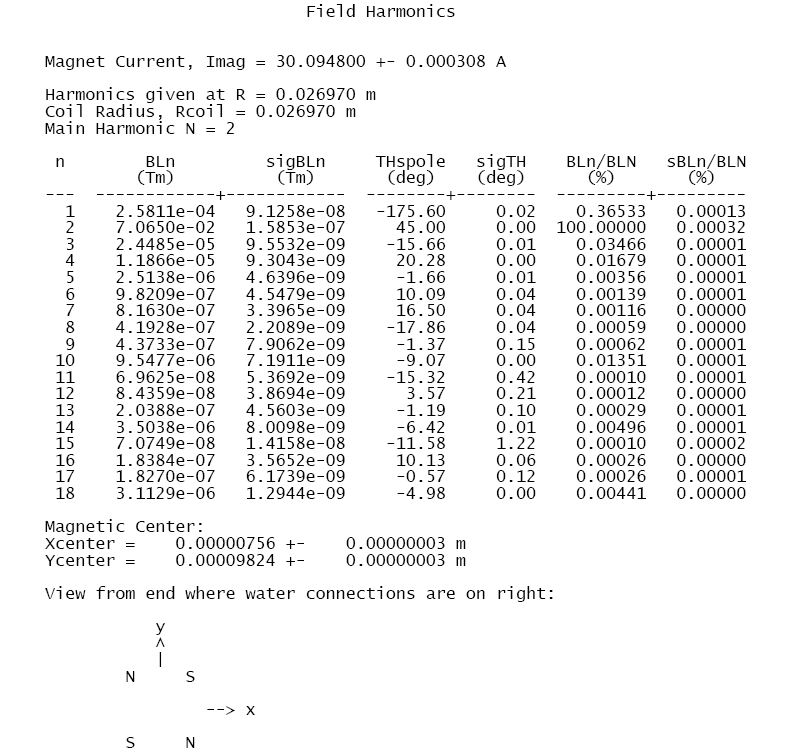 Field Harmonics
Magnet Current, Imag = 30.094800 +- 0.000308 A
Harmonics given at R = 0.026970 m
Coil Radius, Rcoil = 0.026970 m
Main Harmonic N = 2
n BLn sigBLn THspole sigTH BLn/BLN sBLn/BLN
(Tm) (Tm) (deg) (deg) (%) (%)
--- ------------+------------ --------+-------- ---------+---------
1 2.5811e-04 9.1258e-08 -175.60 0.02 0.36533 0.00013
2 7.0650e-02 1.5853e-07 45.00 0.00 100.00000 0.00032
3 2.4485e-05 9.5532e-09 -15.66 0.01 0.03466 0.00001
4 1.1866e-05 9.3043e-09 20.28 0.00 0.01679 0.00001
5 2.5138e-06 4.6396e-09 -1.66 0.01 0.00356 0.00001
6 9.8209e-07 4.5479e-09 10.09 0.04 0.00139 0.00001
7 8.1630e-07 3.3965e-09 16.50 0.04 0.00116 0.00000
8 4.1928e-07 2.2089e-09 -17.86 0.04 0.00059 0.00000
9 4.3733e-07 7.9062e-09 -1.37 0.15 0.00062 0.00001
10 9.5477e-06 7.1911e-09 -9.07 0.00 0.01351 0.00001
11 6.9625e-08 5.3692e-09 -15.32 0.42 0.00010 0.00001
12 8.4359e-08 3.8694e-09 3.57 0.21 0.00012 0.00000
13 2.0388e-07 4.5603e-09 -1.19 0.10 0.00029 0.00001
14 3.5038e-06 8.0098e-09 -6.42 0.01 0.00496 0.00001
15 7.0749e-08 1.4158e-08 -11.58 1.22 0.00010 0.00002
16 1.8384e-07 3.5652e-09 10.13 0.06 0.00026 0.00000
17 1.8270e-07 6.1739e-09 -0.57 0.12 0.00026 0.00001
18 3.1129e-06 1.2944e-09 -4.98 0.00 0.00441 0.00000
Magnetic Center:
Xcenter = 0.00000756 +- 0.00000003 m
Ycenter = 0.00009824 +- 0.00000003 m
View from end where water connections are on right:
y
^
|
N S
--> x
S N